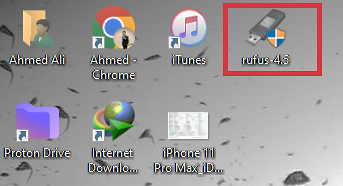 Ahmed Ali
Ahmed -
Chrome
iTunes
rufus-4.5
Proton Drive
Internet
Downlo...
iPhone 11
Pro Max_iD...